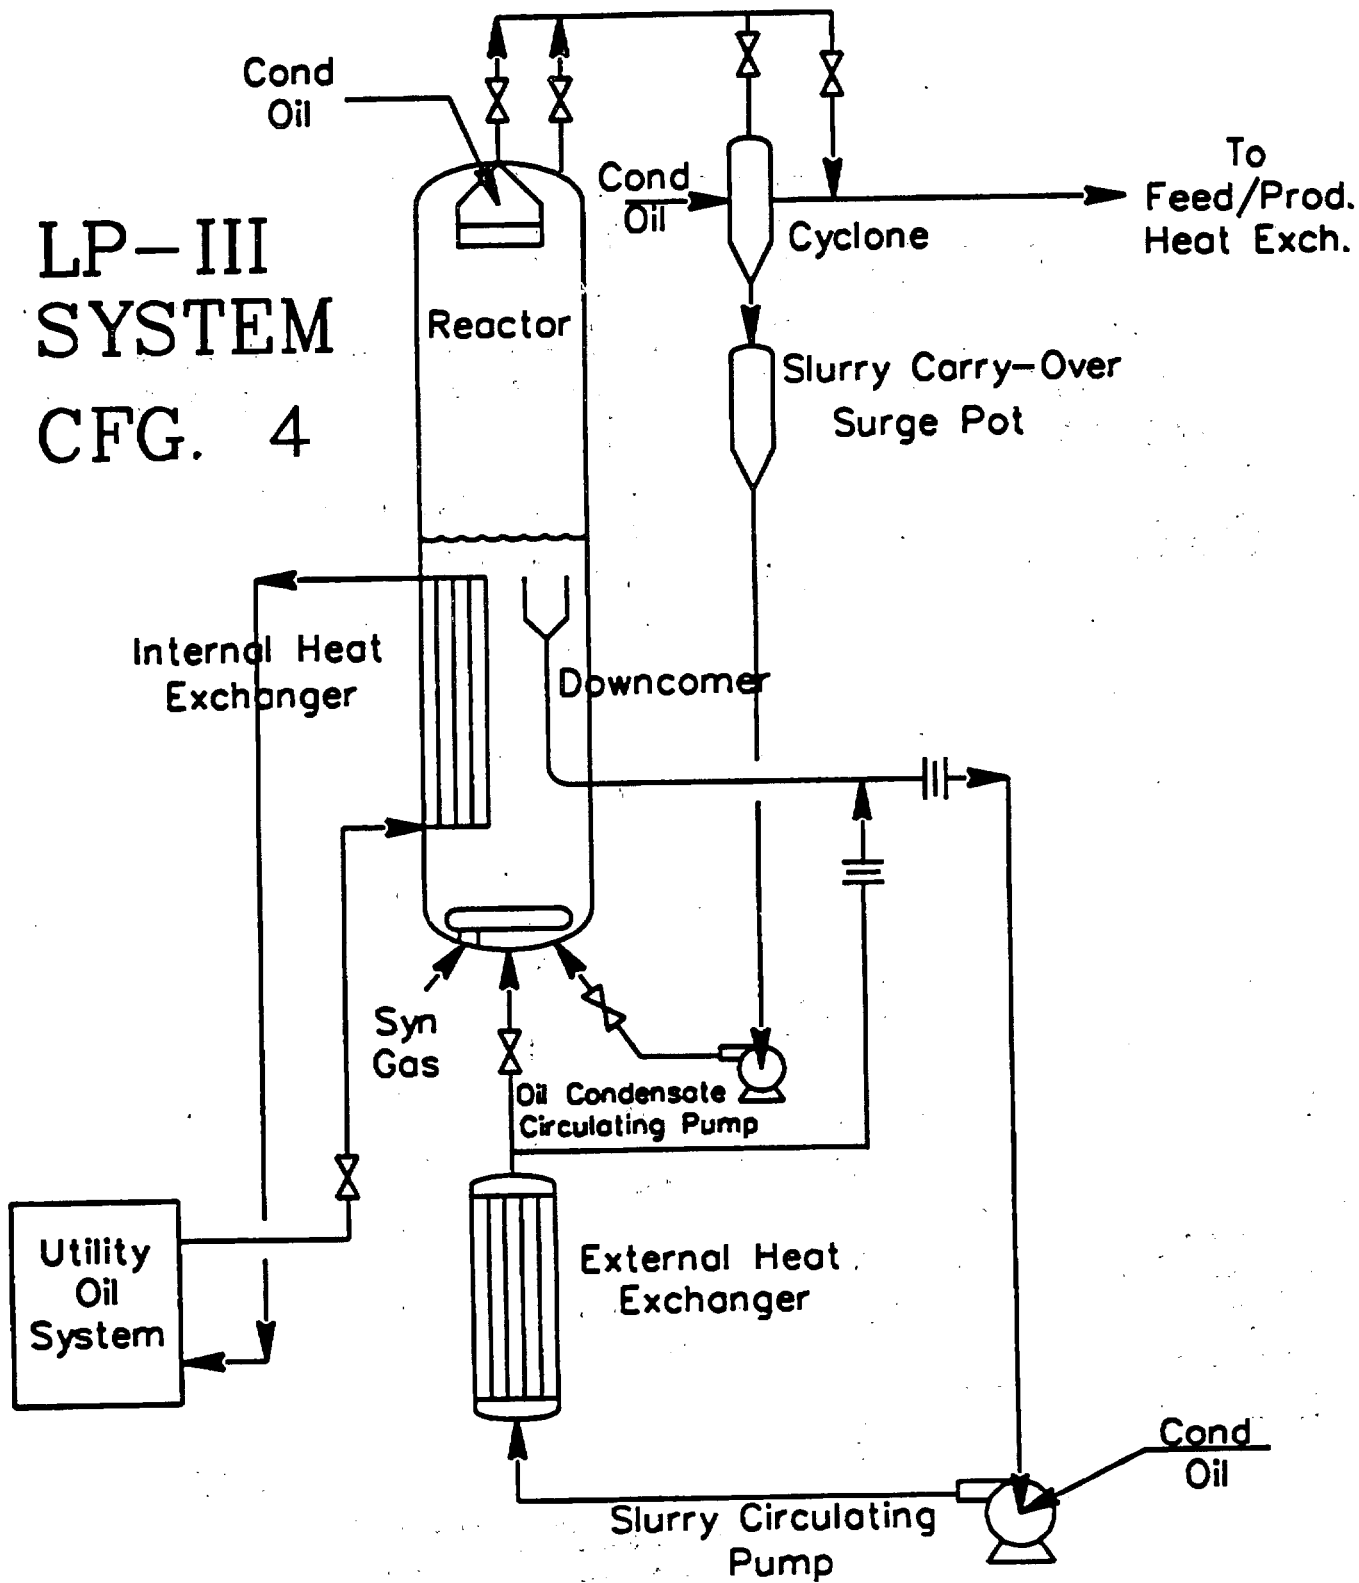 Cond
Oil
To
Feed/Prod.
Heat Exch.
Cond
Oil
Cyclone
LP-III
SYSTEM
CFG. 4
Reactor
Slurry Carry-Over
Surge Pot
Internal Heat
Exchanger
Downcomer
Syn
Gas
Oil Condensate
Circulating Pump
Utility
Oil
System
External Heat
Exchanger
Cond
Oil
Slurry Circulating
Pump